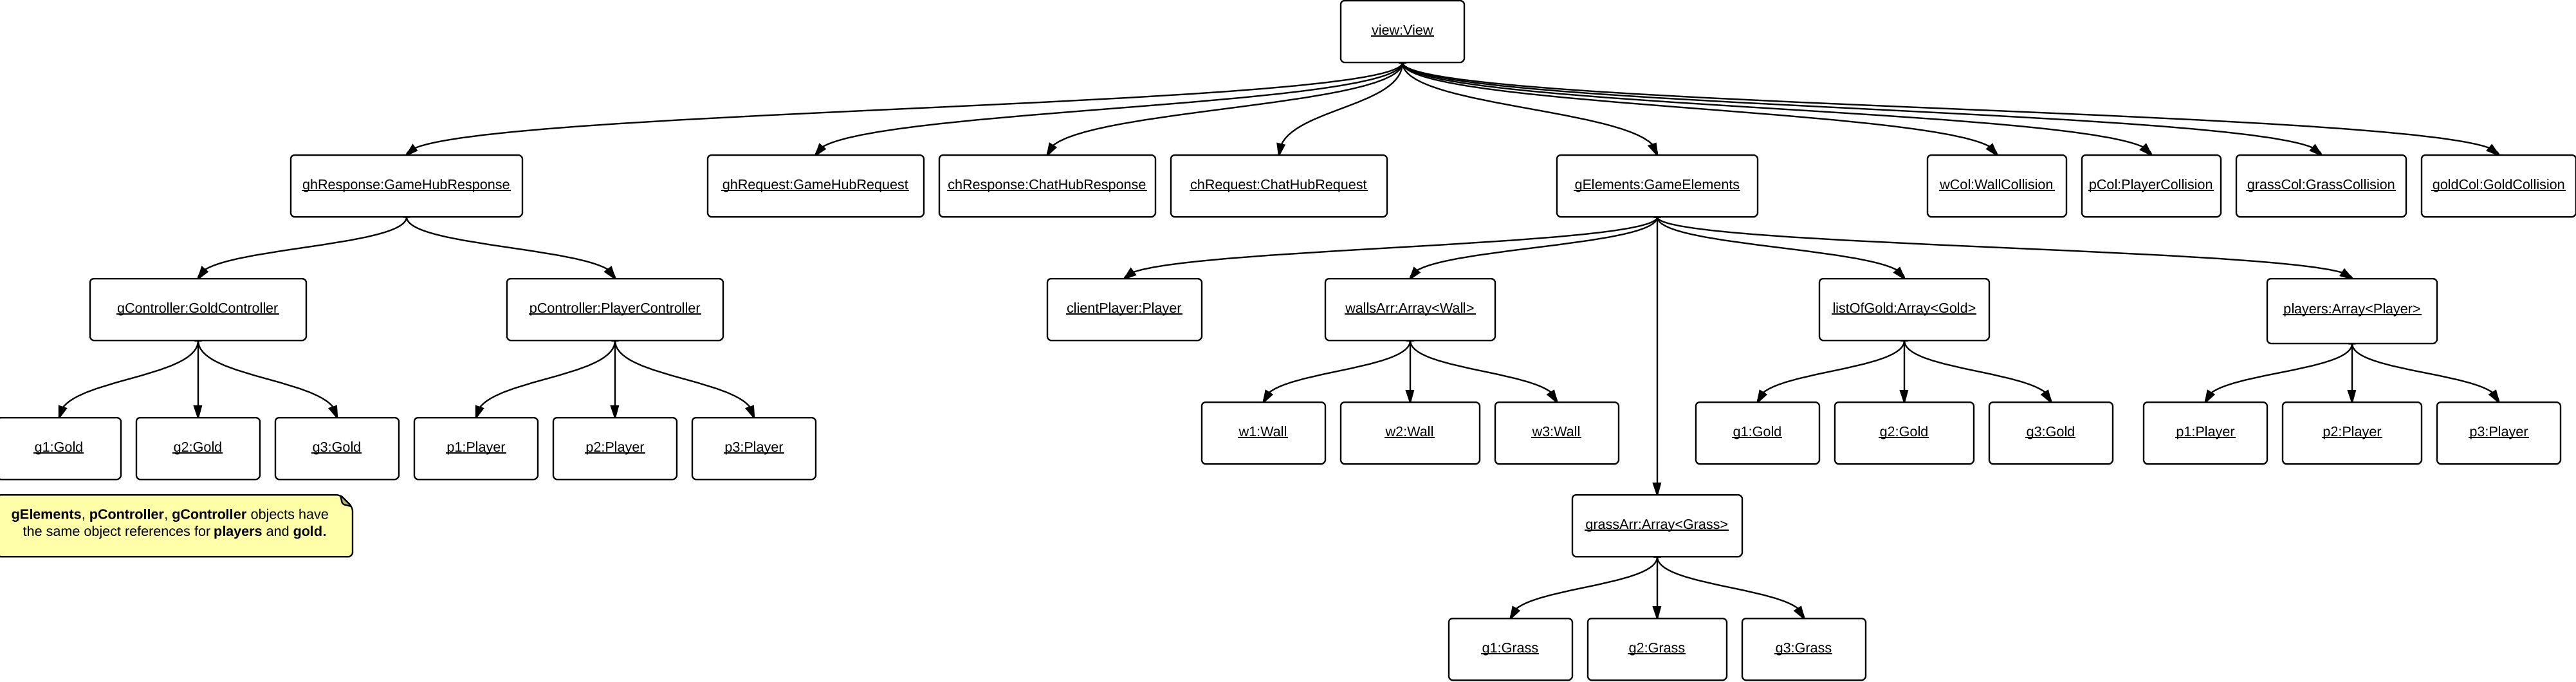 view:View
ghResponse:GameHubResponse
ghRequest:GameHubRequest
chResponse:ChatHubResponse
chRequest:ChatHubRequest
gElements:GameElements
wCol:WallCollision
pCol:PlayerCollision
grassCol:GrassCollision
goldCol:GoldCollision
gController:GoldController
pController:PlayerController
clientPlayer:Player
wallsArr:Array<Wall>
listOfGold:Array<Gold>
players:Array<Player>
g1:Gold
g2:Gold
g3:Gold
p1:Player
p2:Player
p3:Player
w1:Wall
w2:Wall
w3:Wall
g1:Gold
g2:Gold
g3:Gold
p1:Player
p2:Player
p3:Player
gElements, pController, gController objects have
the same object references for players and gold.
grassArr:Array<Grass>
g1:Grass
g2:Grass
g3:Grass